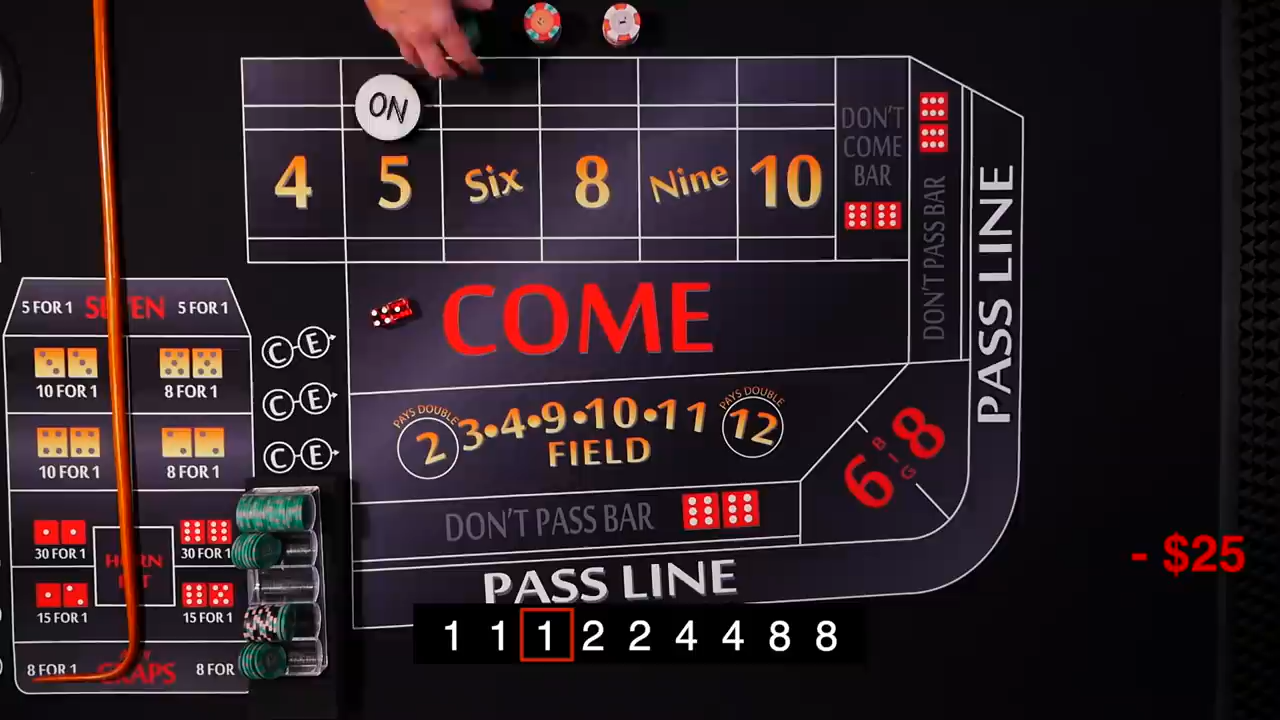 ON
4 5 Six 8 Nine 10
DON'T
COME
BAR
DON'T PASS BAR
PASS LINE
5 FOR 1 SEVEN 5 FOR 1
10 FOR 1 8 FOR 1
10 FOR 1 8 FOR 1
30 FOR 1 30 FOR 1
15 FOR 1 15 FOR 1
8 FOR 1 8 FOR
C E
C E
C E
COME
PAYS DOUBLE PAYS DOUBLE
2 3•4•9•10•11 12
FIELD
6 8
BIG
DON'T PASS BAR
PASS LINE
- $25
1 1 1 2 2 4 4 8 8